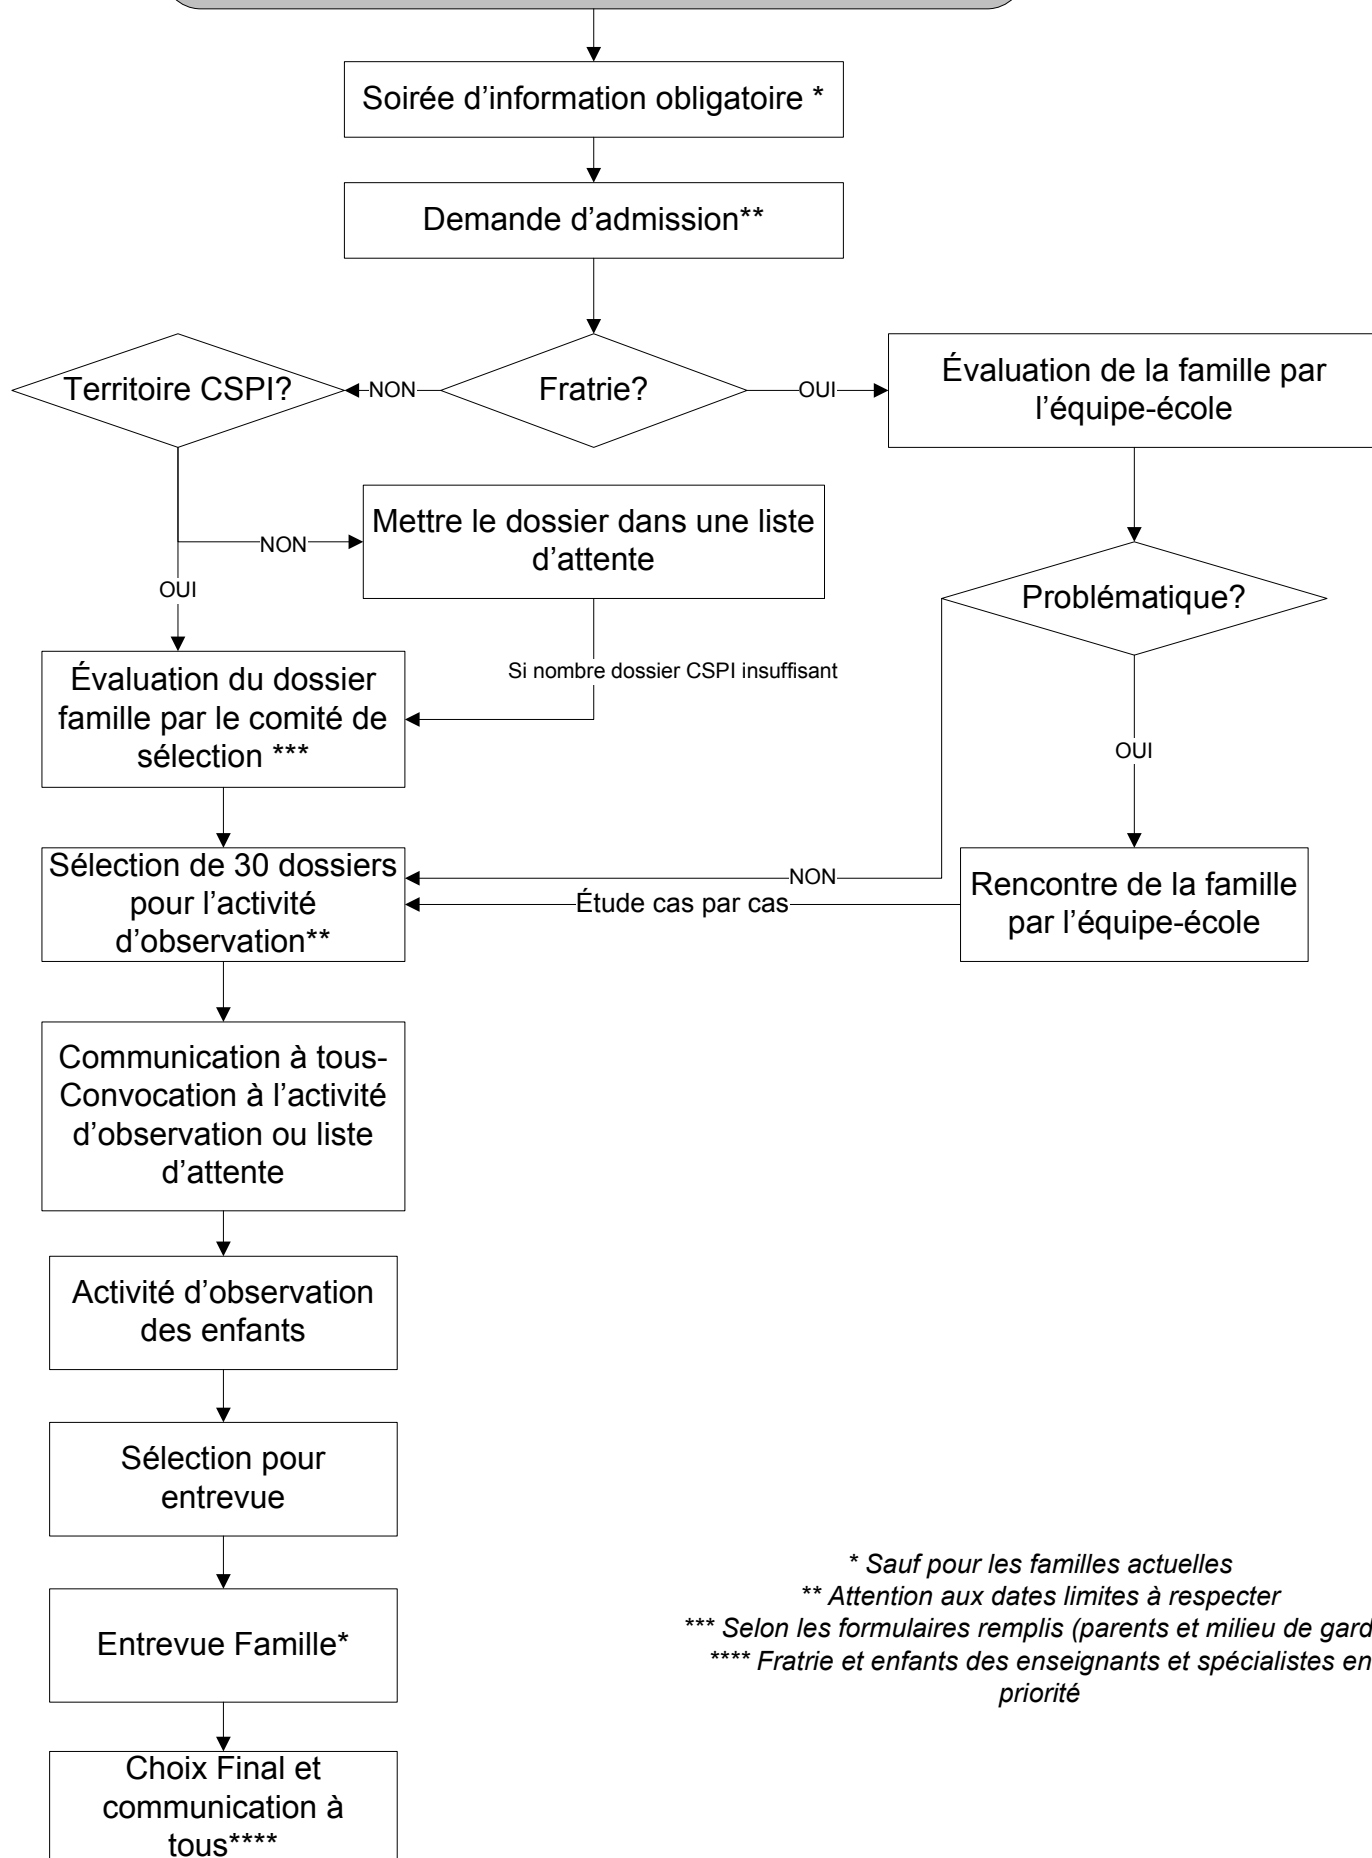 Soirée d’information obligatoire *
Demande d’admission**
Territoire CSPI?
NON
Fratrie?
OUI
Évaluation de la famille par
l’équipe-école
Mettre le dossier dans une liste
d’attente
NON
OUI
Problématique?
Si nombre dossier CSPI insuffisant
Évaluation du dossier
famille par le comité de
sélection ***
OUI
Sélection de 30 dossiers
pour l’activité
d’observation**
NON
Étude cas par cas
Rencontre de la famille
par l’équipe-école
Communication à tous-
Convocation à l’activité
d’observation ou liste
d’attente
Activité d’observation
des enfants
Sélection pour
entrevue
Entrevue Famille*
Choix Final et
communication à
tous****
* Sauf pour les familles actuelles
** Attention aux dates limites à respecter
*** Selon les formulaires remplis (parents et milieu de gard
**** Fratrie et enfants des enseignants et spécialistes en
priorité